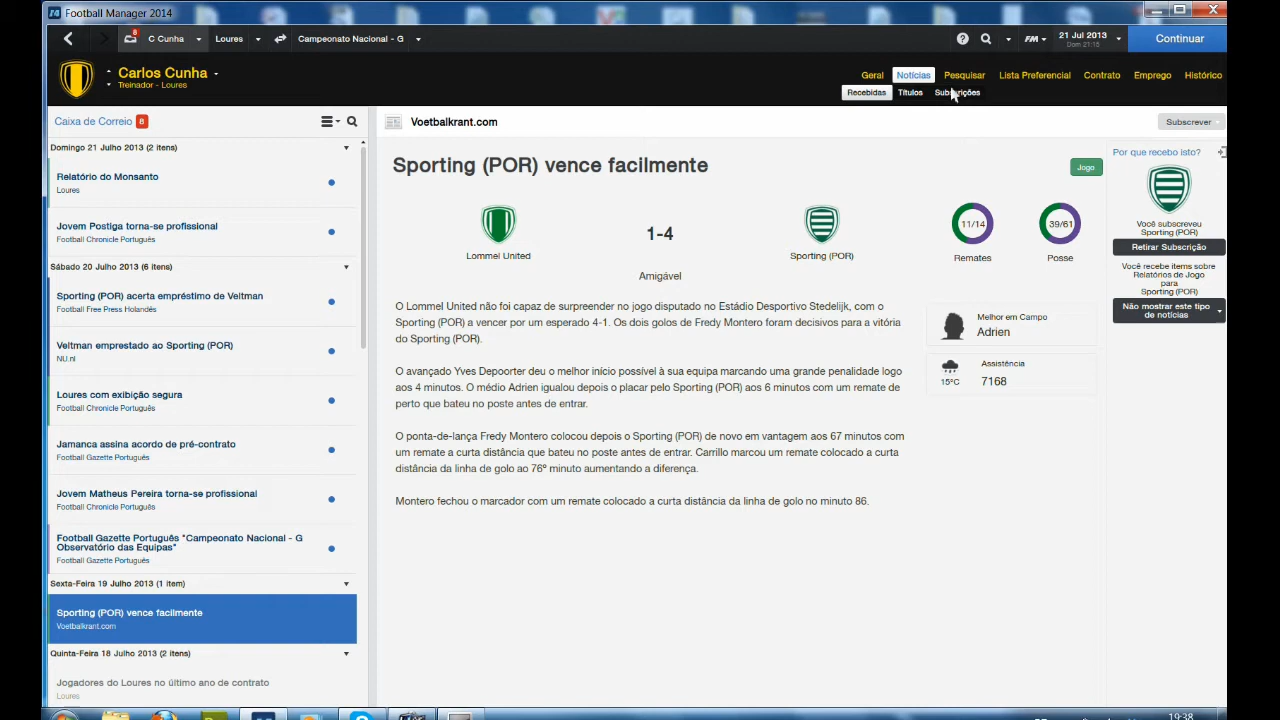 Football Manager 2014
8
C Cunha
Loures
Campeonato Nacional - G
FM
21 Jul 2013
Dom 21:15
Continuar
Carlos Cunha
Treinador - Loures
Geral
Notícias
Pesquisar
Lista Preferencial
Contrato
Emprego
Histórico
Recebidas
Títulos
Subscrições
Caixa de Correio 8
Domingo 21 Julho 2013 (2 itens)
Relatório do Monsanto
Loures
Jovem Postiga torna-se profissional
Football Chronicle Português
Sábado 20 Julho 2013 (6 itens)
Sporting (POR) acerta empréstimo de Veltman
Football Free Press Holandês
Veltman emprestado ao Sporting (POR)
NU.nl
Loures com exibição segura
Football Chronicle Português
Jamanca assina acordo de pré-contrato
Football Gazette Português
Jovem Matheus Pereira torna-se profissional
Football Chronicle Português
Football Gazette Português "Campeonato Nacional - G
Observatório das Equipas"
Football Gazette Português
Sexta-Feira 19 Julho 2013 (1 item)
Sporting (POR) vence facilmente
Voetbalkrant.com
Quinta-Feira 18 Julho 2013 (2 itens)
Jogadores do Loures no último ano de contrato
Loures
Voetbalkrant.com
Subscrever
Sporting (POR) vence facilmente
Jogo
Lommel United
1-4
Sporting (POR)
Amigável
11/14
Remates
39/61
Posse
O Lommel United não foi capaz de surpreender no jogo disputado no Estádio Desportivo Stedelijk, com o
Sporting (POR) a vencer por um esperado 4-1. Os dois golos de Fredy Montero foram decisivos para a vitória
do Sporting (POR).
O avançado Yves Depoorter deu o melhor início possível à sua equipa marcando uma grande penalidade logo
aos 4 minutos. O médio Adrien igualou depois o placar pelo Sporting (POR) aos 6 minutos com um remate de
perto que bateu no poste antes de entrar.
O ponta-de-lança Fredy Montero colocou depois o Sporting (POR) de novo em vantagem aos 67 minutos com
um remate a curta distância que bateu no poste antes de entrar. Carrillo marcou um remate colocado a curta
distância da linha de golo ao 76º minuto aumentando a diferença.
Montero fechou o marcador com um remate colocado a curta distância da linha de golo no minuto 86.
Melhor em Campo
Adrien
15ºC
Assistência
7168
Por que recebo isto?
Você subscreveu
Sporting (POR)
Retirar Subscrição
Você recebe items sobre
Relatórios de Jogo
para
Sporting (POR)
Não mostrar este tipo
de notícias
19:38